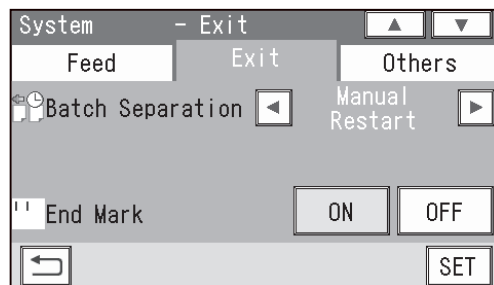 System - Exit ▲ ▼
Feed Exit Others
Batch Separation ◄ Manual Restart ►
End Mark ON OFF
SET